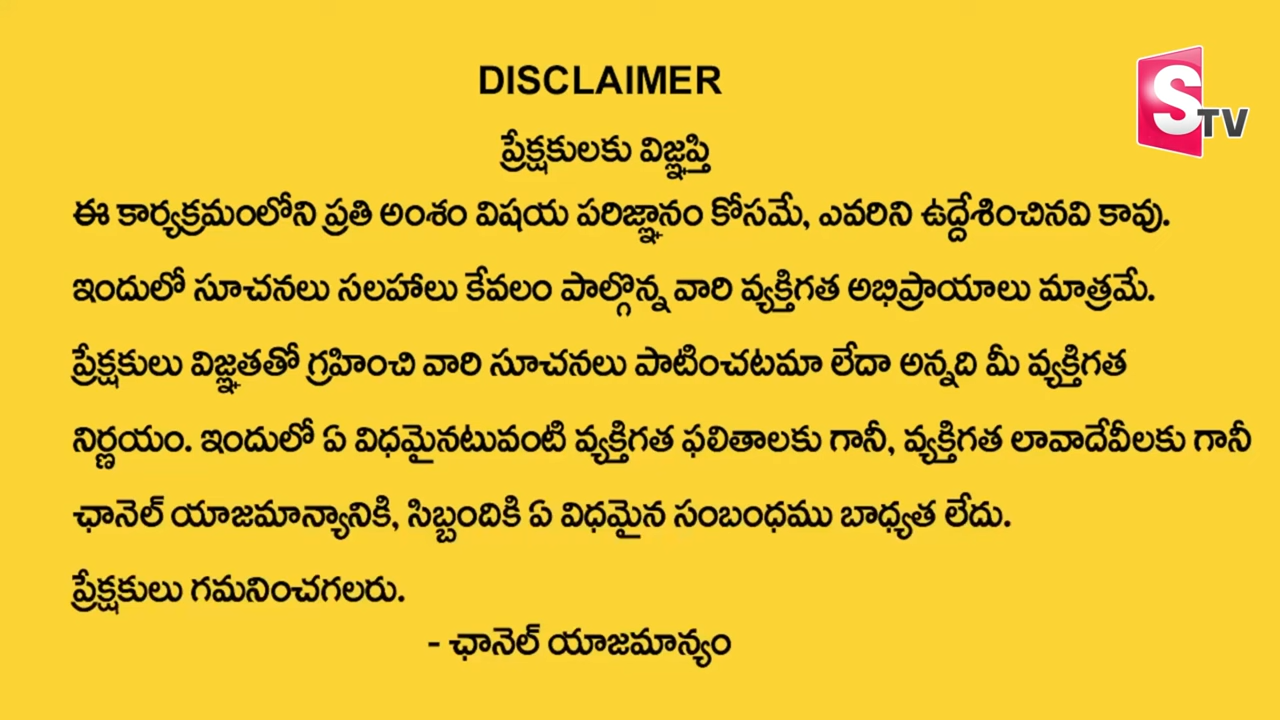 DISCLAIMER
S TV
ప్రేక్షకులకు విజ్ఞప్తి
ఈ కార్యక్రమంలోని ప్రతి అంశం విషయ పరిజ్ఞానం కోసమే, ఎవరిని ఉద్దేశించినవి కావు.
ఇందులో సూచనలు సలహాలు కేవలం పాల్గొన్న వారి వ్యక్తిగత అభిప్రాయాలు మాత్రమే.
ప్రేక్షకులు విజ్ఞతతో గ్రహించి వారి సూచనలు పాటించటమా లేదా అన్నది మీ వ్యక్తిగత
నిర్ణయం. ఇందులో ఏ విధమైనటువంటి వ్యక్తిగత ఫలితాలకు గానీ, వ్యక్తిగత లావాదేవీలకు గానీ
ఛానెల్ యాజమాన్యానికి, సిబ్బందికి ఏ విధమైన సంబంధము బాధ్యత లేదు.
ప్రేక్షకులు గమనించగలరు.
- ఛానెల్ యాజమాన్యం